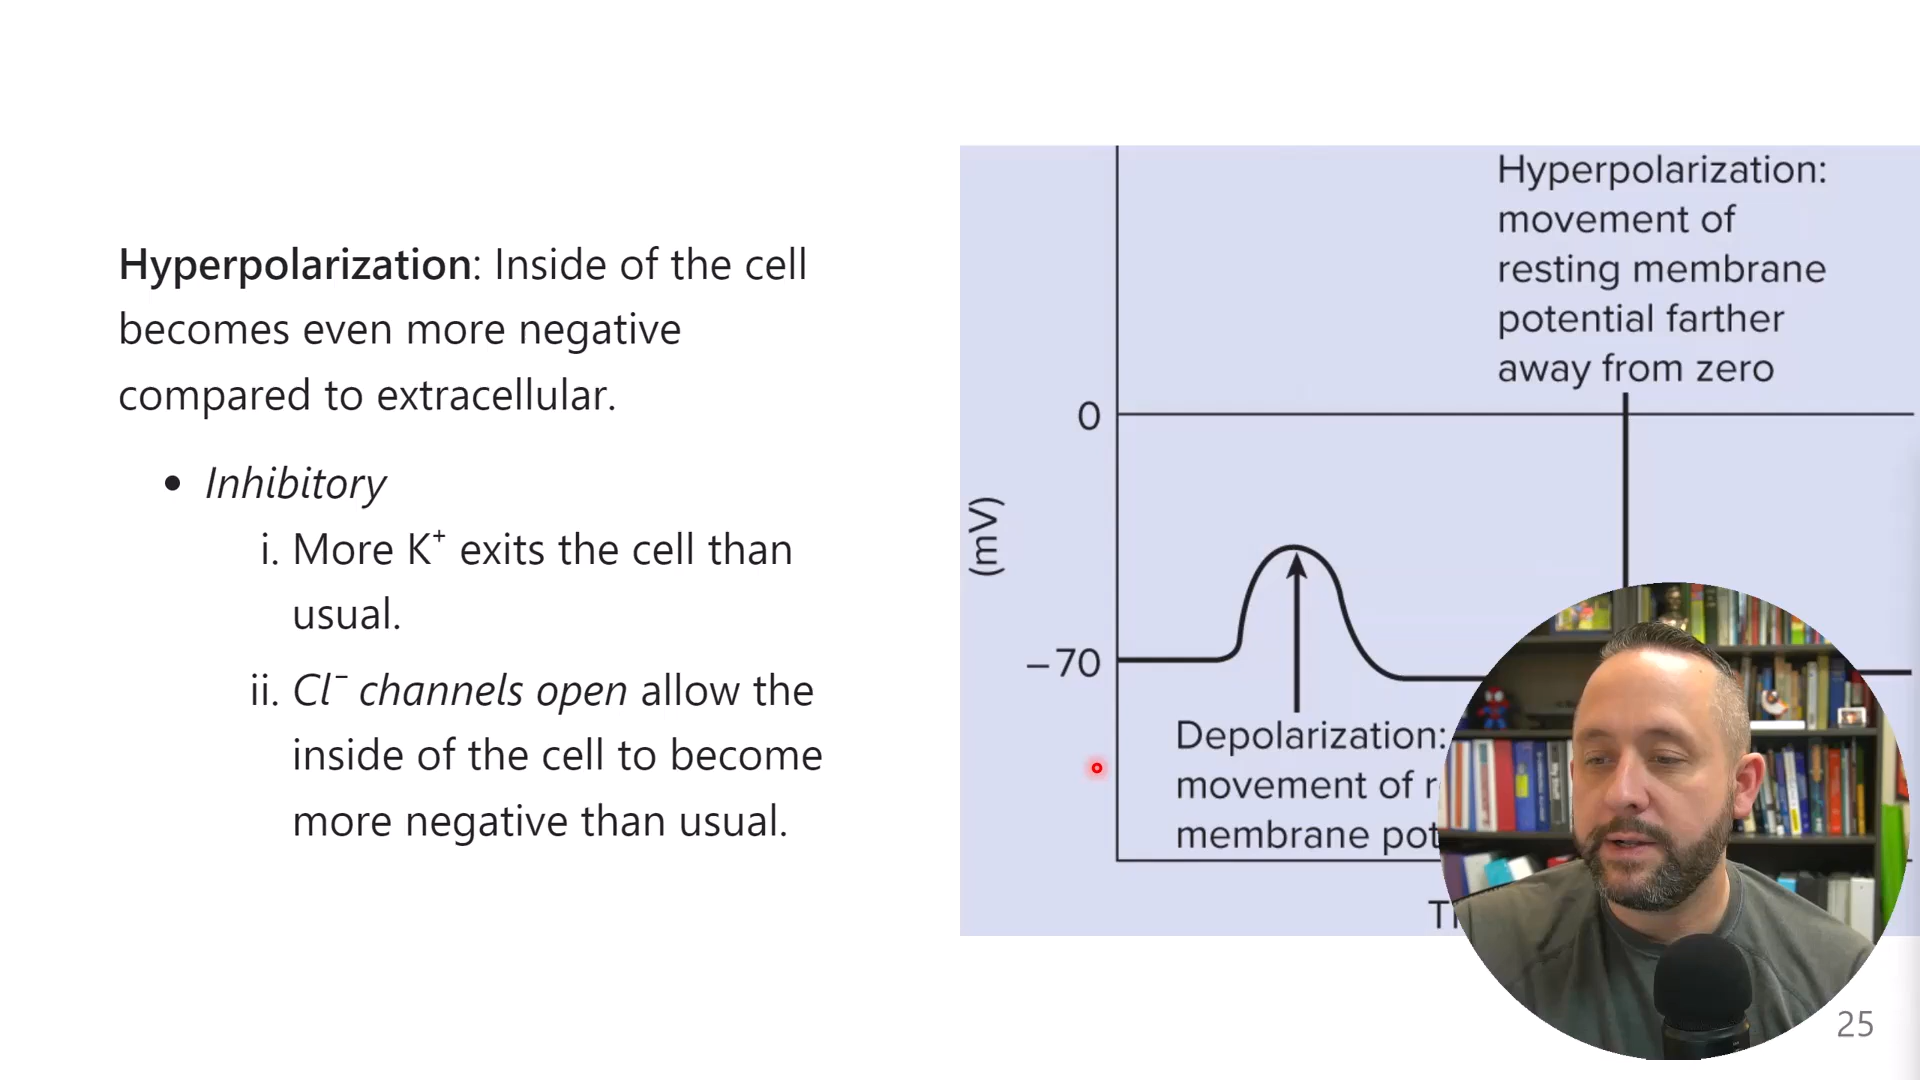 Hyperpolarization: Inside of the cell
becomes even more negative
compared to extracellular.
• Inhibitory
i. More K⁺ exits the cell than
usual.
ii. Cl⁻ channels open allow the
inside of the cell to become
more negative than usual.
Hyperpolarization:
movement of
resting membrane
potential farther
away from zero
0
(mV)
–70
Depolarization:
movement of
membrane
25